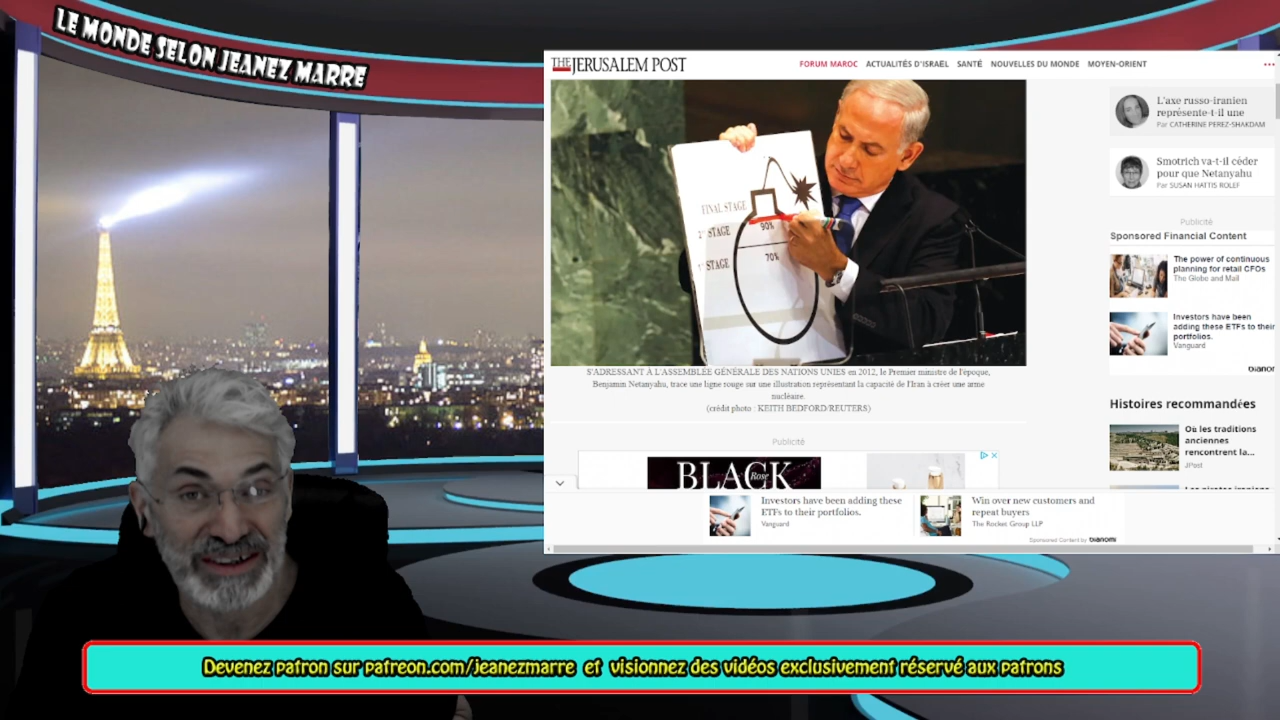 LE MONDE SELON JEANEZ MARRE
THE JERUSALEM POST
FORUM MAROC ACTUALITÉS D'ISRAËL SANTÉ NOUVELLES DU MONDE MOYEN-ORIENT
FINAL STAGE
STAGE
90%
70%
STAGE
S'ADRESSANT À L'ASSEMBLÉE GÉNÉRALE DES NATIONS UNIES en 2012, le Premier ministre de l'époque,
Benjamin Netanyahu, trace une ligne rouge sur une illustration représentant la capacité de l'Iran à créer une arme
nucléaire.
(crédit photo : KEITH BEDFORD/REUTERS)
Publicité
BLACK
Rose
L'axe russo-iranien
représente-t-il une
Par CATHERINE PEREZ-SHAKDAM
Smotrich va-t-il céder
pour que Netanyahu
Par SUSAN HATTIS ROLEF
Publicité
Sponsored Financial Content
The power of continuous
planning for retail CFOs
The Globe and Mail
Investors have been
adding these ETFs to their
portfolios.
Vanguard
Histoires recommandées
Où les traditions
anciennes
rencontrent la...
JPost
Investors have been adding these
ETFs to their portfolios.
Vanguard
Win over new customers and
repeat buyers
The Rocket Group LLP
Sponsored Content by bianomi
Devenez patron sur patreon.com/jeanezmarre et visionnez des vidéos exclusivement réservé aux patrons